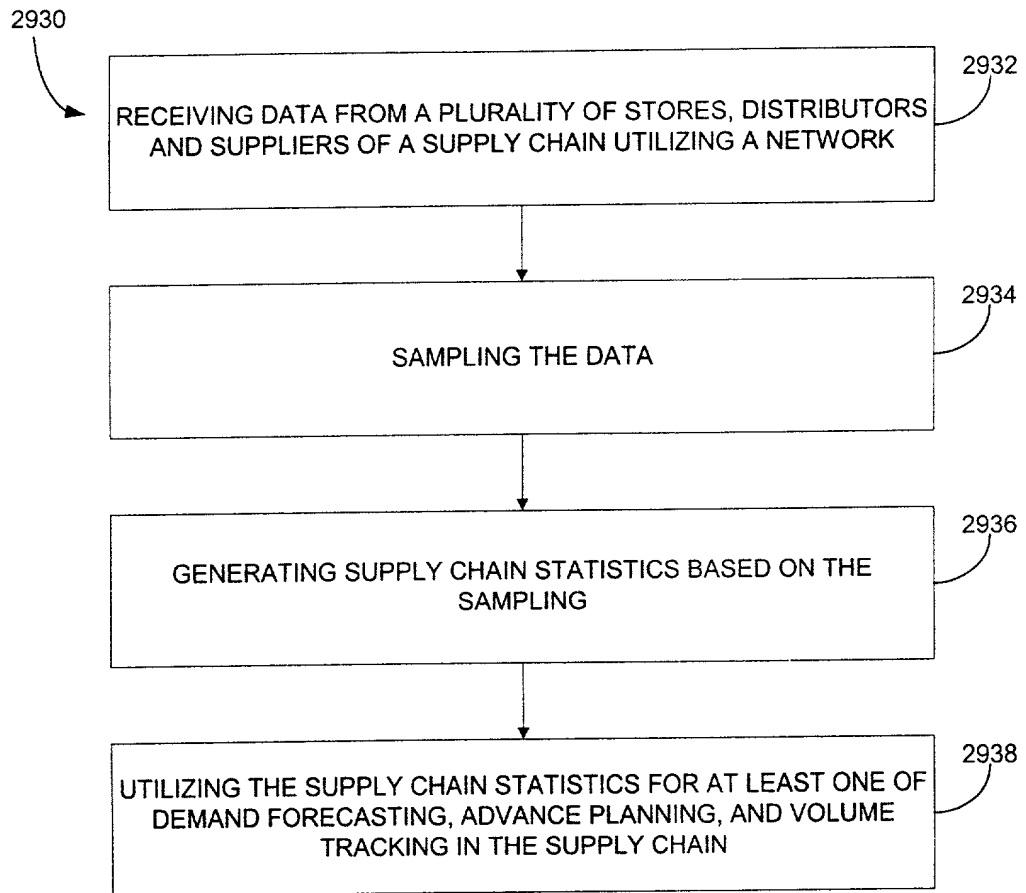 2930
2932
RECEIVING DATA FROM A PLURALITY OF STORES, DISTRIBUTORS
AND SUPPLIERS OF A SUPPLY CHAIN UTILIZING A NETWORK
2934
SAMPLING THE DATA
2936
GENERATING SUPPLY CHAIN STATISTICS BASED ON THE
SAMPLING
2938
UTILIZING THE SUPPLY CHAIN STATISTICS FOR AT LEAST ONE OF
DEMAND FORECASTING, ADVANCE PLANNING, AND VOLUME
TRACKING IN THE SUPPLY CHAIN